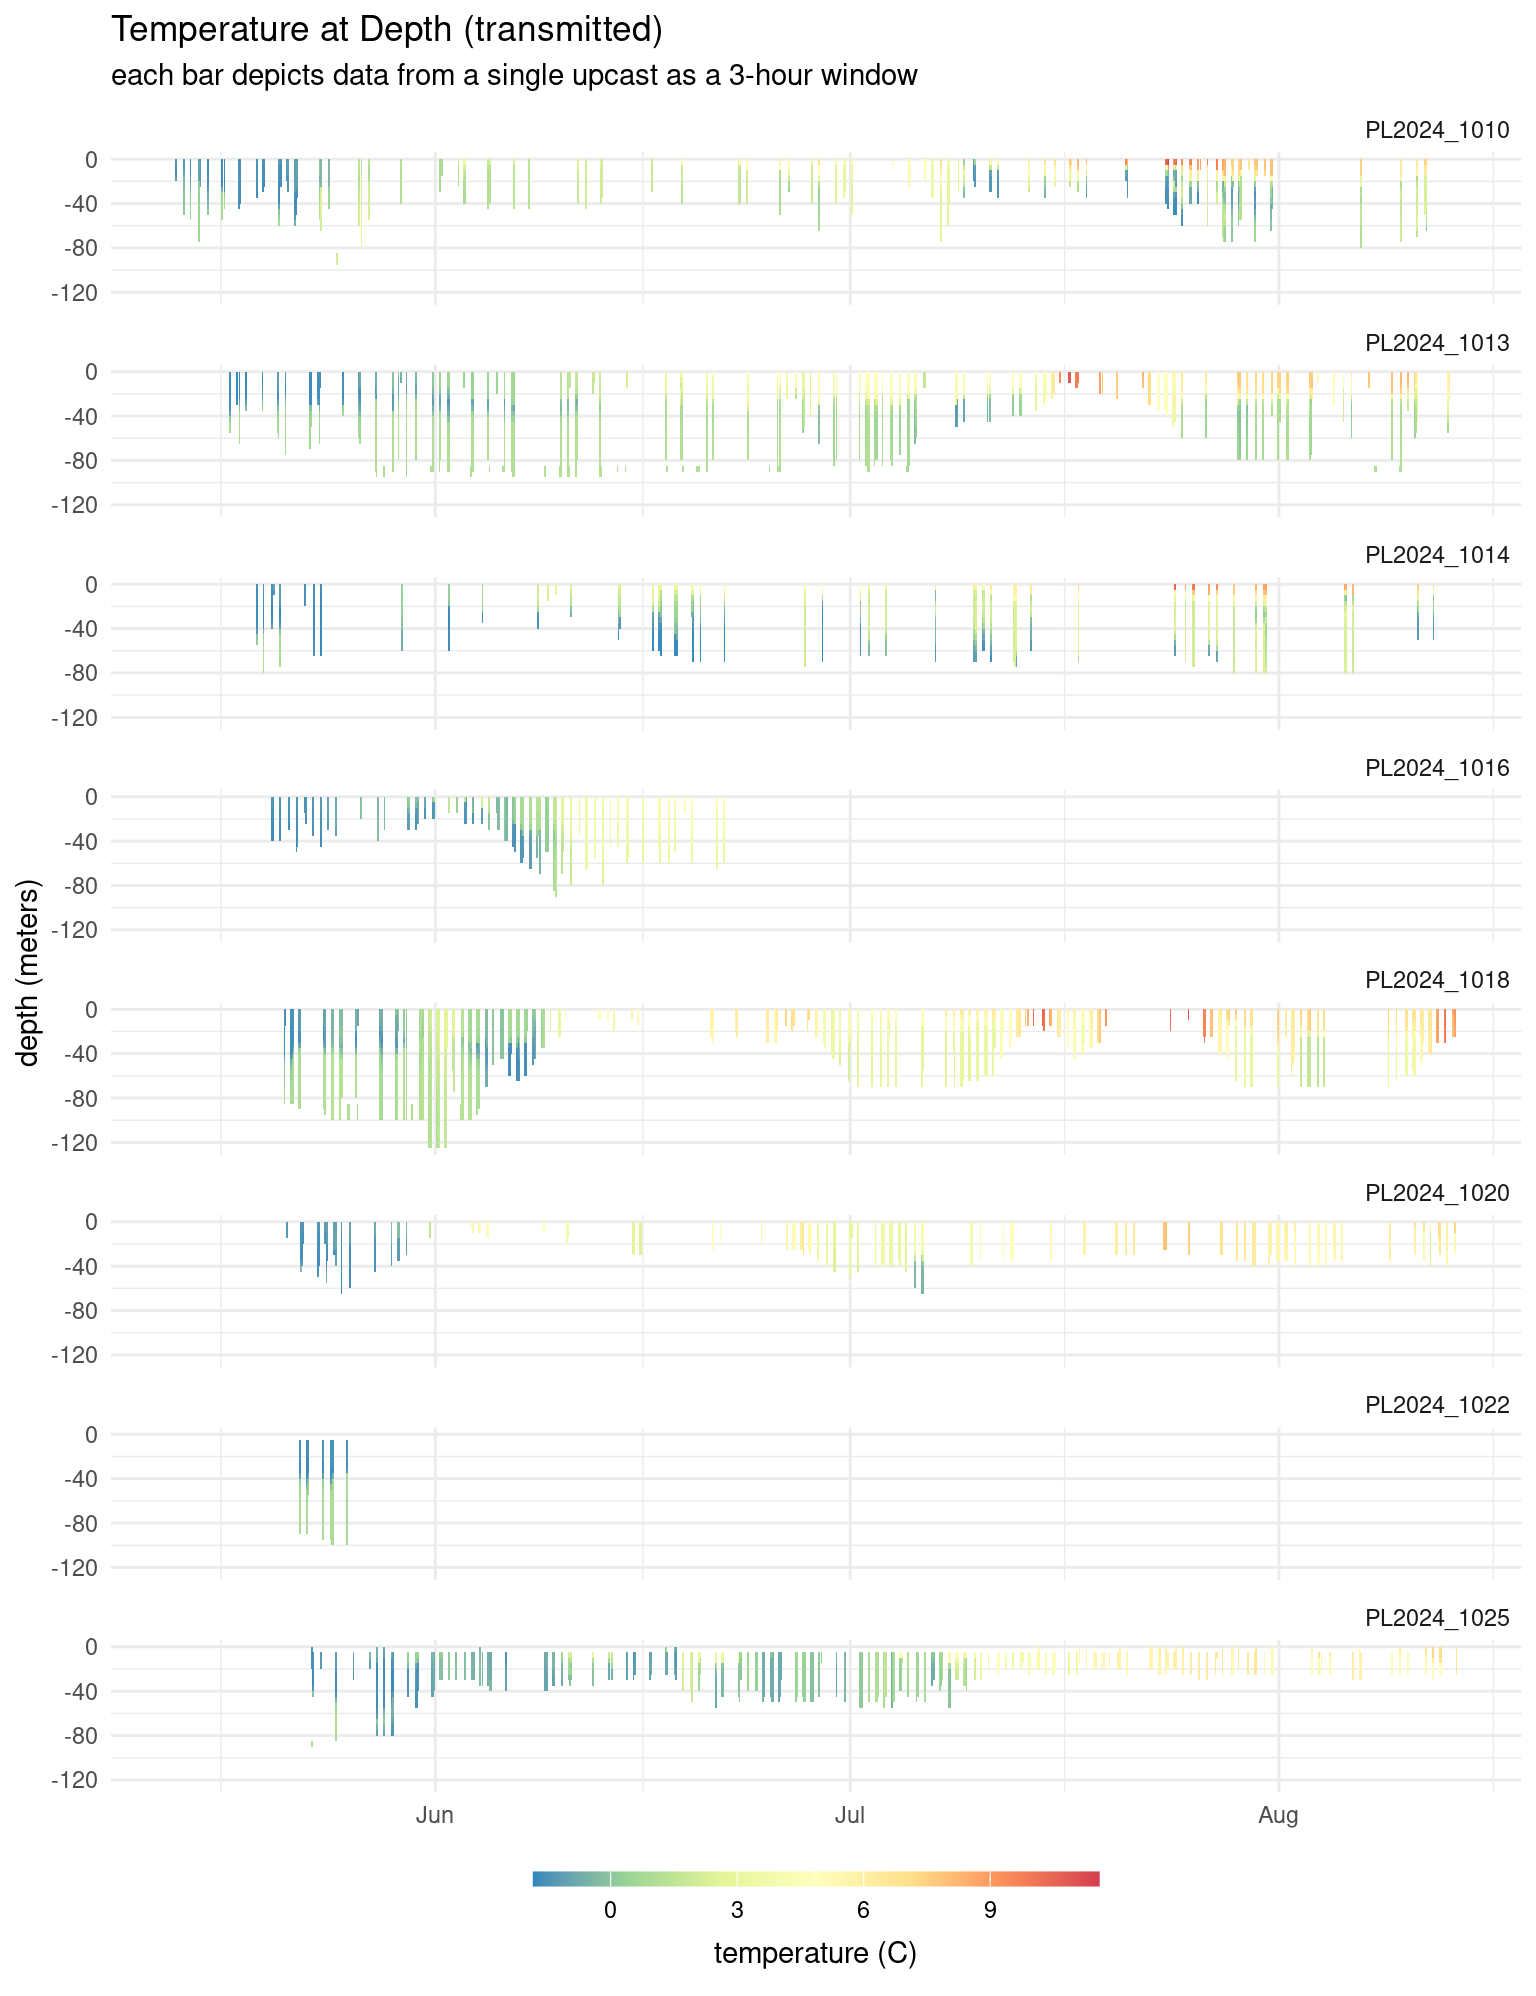 Temperature at Depth (transmitted)
each bar depicts data from a single upcast as a 3-hour window
PL2024_1010
0
-40
-80
-120
PL2024_1013
0
-40
-80
-120
PL2024_1014
0
-40
-80
-120
PL2024_1016
0
-40
-80
-120
depth (meters)
PL2024_1018
0
-40
-80
-120
PL2024_1020
0
-40
-80
-120
PL2024_1022
0
-40
-80
-120
PL2024_1025
0
-40
-80
-120
Jun Jul Aug
0 3 6 9
temperature (C)